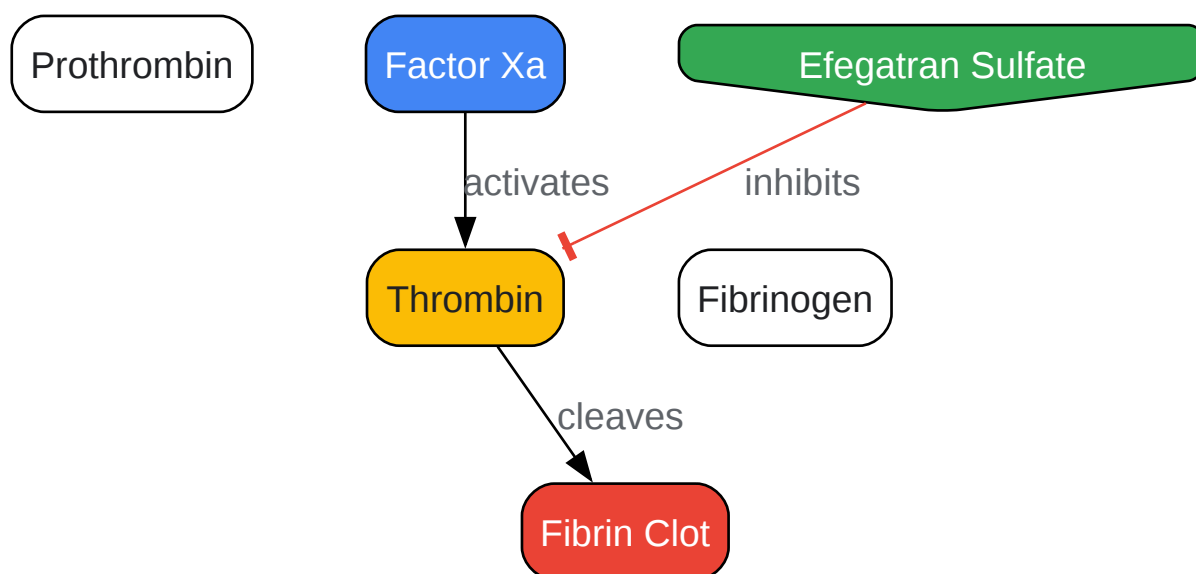 Prothrombin
Factor Xa
Efegatran Sulfate
activates
inhibits
Thrombin
Fibrinogen
cleaves
Fibrin Clot